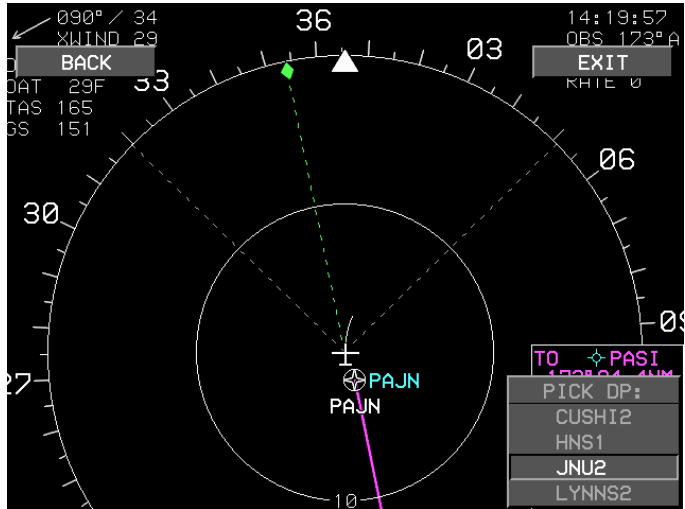 090°/ 34
XWIND 29
BACK
OAT 29F
TAS 165
GS 151
36
14:19:57
OBS 173°A
EXIT
RATE 0
33
03
30
06
27
PAJN
PAJN
10
TO PASI
PICK DP:
CUSHI2
HNS1
JNU2
LYNNS2